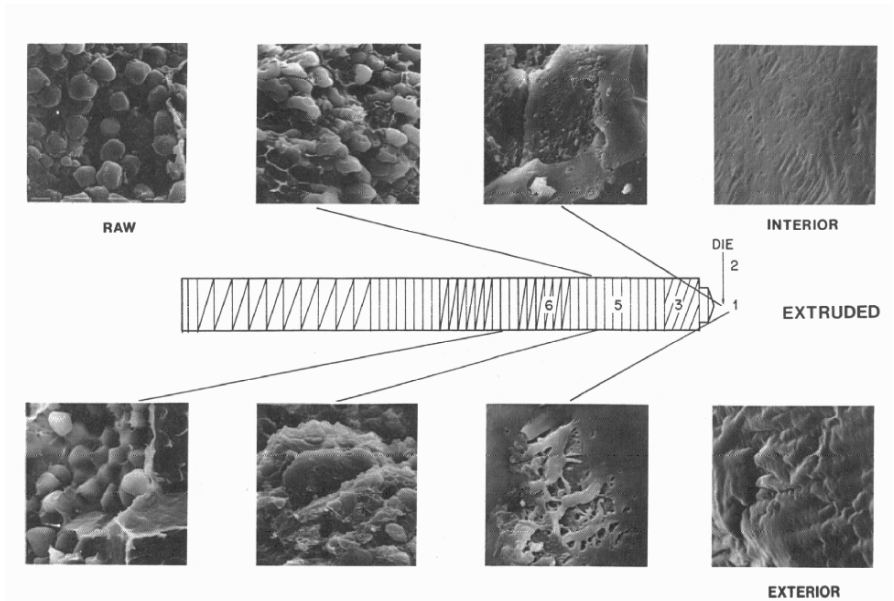 RAW
INTERIOR
DIE
2
6
5
3
1
EXTRUDED
EXTERIOR